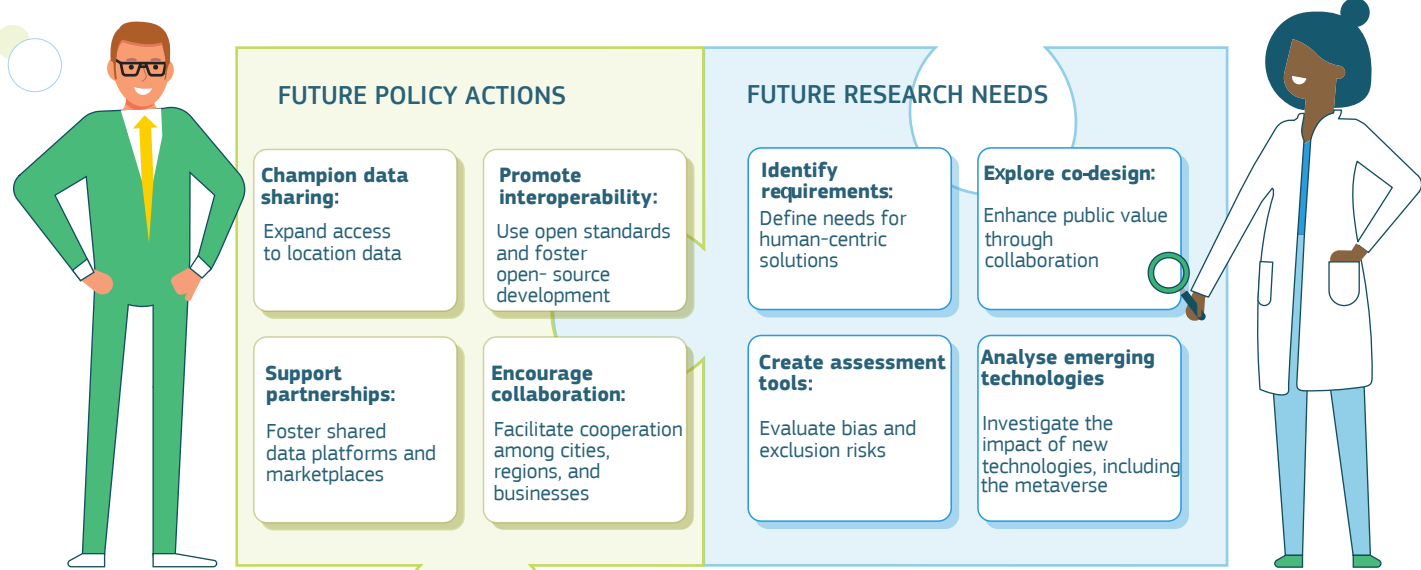 FUTURE POLICY ACTIONS
Champion data
sharing:
Expand access
to location data
Promote
interoperability:
Use open standards
and foster
open- source
development
Support
partnerships:
Foster shared
data platforms and
marketplaces
Encourage
collaboration:
Facilitate cooperation
among cities,
regions, and
businesses
FUTURE RESEARCH NEEDS
Identify
requirements:
Define needs for
human-centric
solutions
Explore co-design:
Enhance public value
through
collaboration
Create assessment
tools:
Evaluate bias and
exclusion risks
Analyse emerging
technologies
Investigate the
impact of new
technologies, including
the metaverse